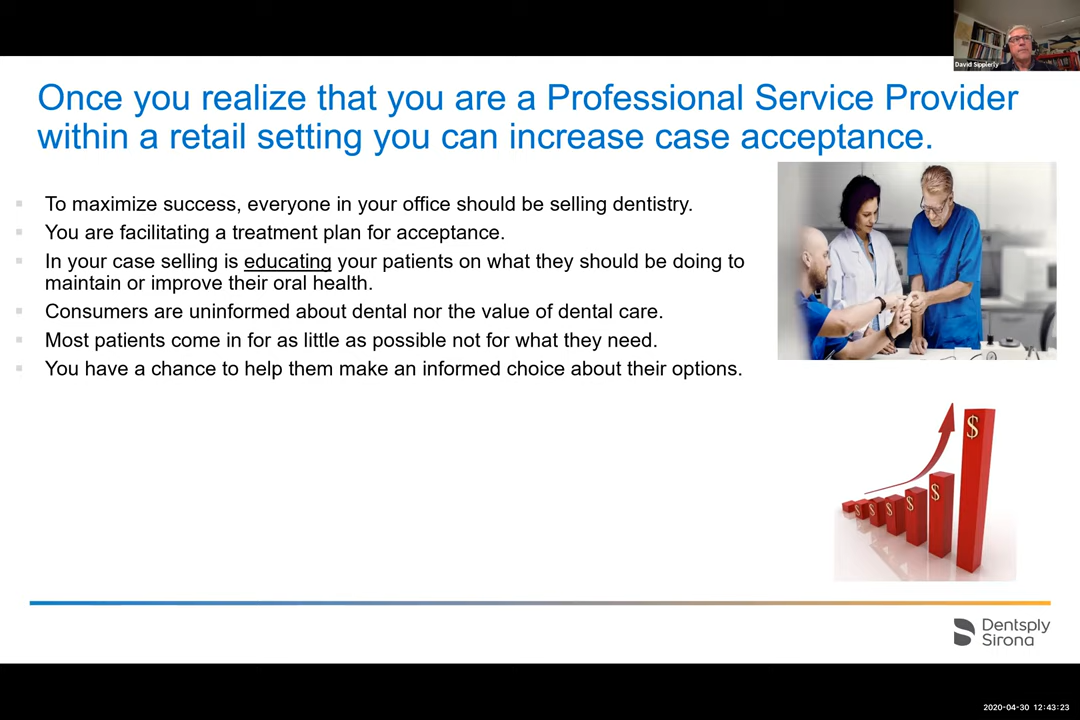 David Sipperly
Once you realize that you are a Professional Service Provider
within a retail setting you can increase case acceptance.
To maximize success, everyone in your office should be selling dentistry.
You are facilitating a treatment plan for acceptance.
In your case selling is educating your patients on what they should be doing to
maintain or improve their oral health.
Consumers are uninformed about dental nor the value of dental care.
Most patients come in for as little as possible not for what they need.
You have a chance to help them make an informed choice about their options.
$ $ $ $ $ $
Dentsply
Sirona
2020-04-30 12:43:23